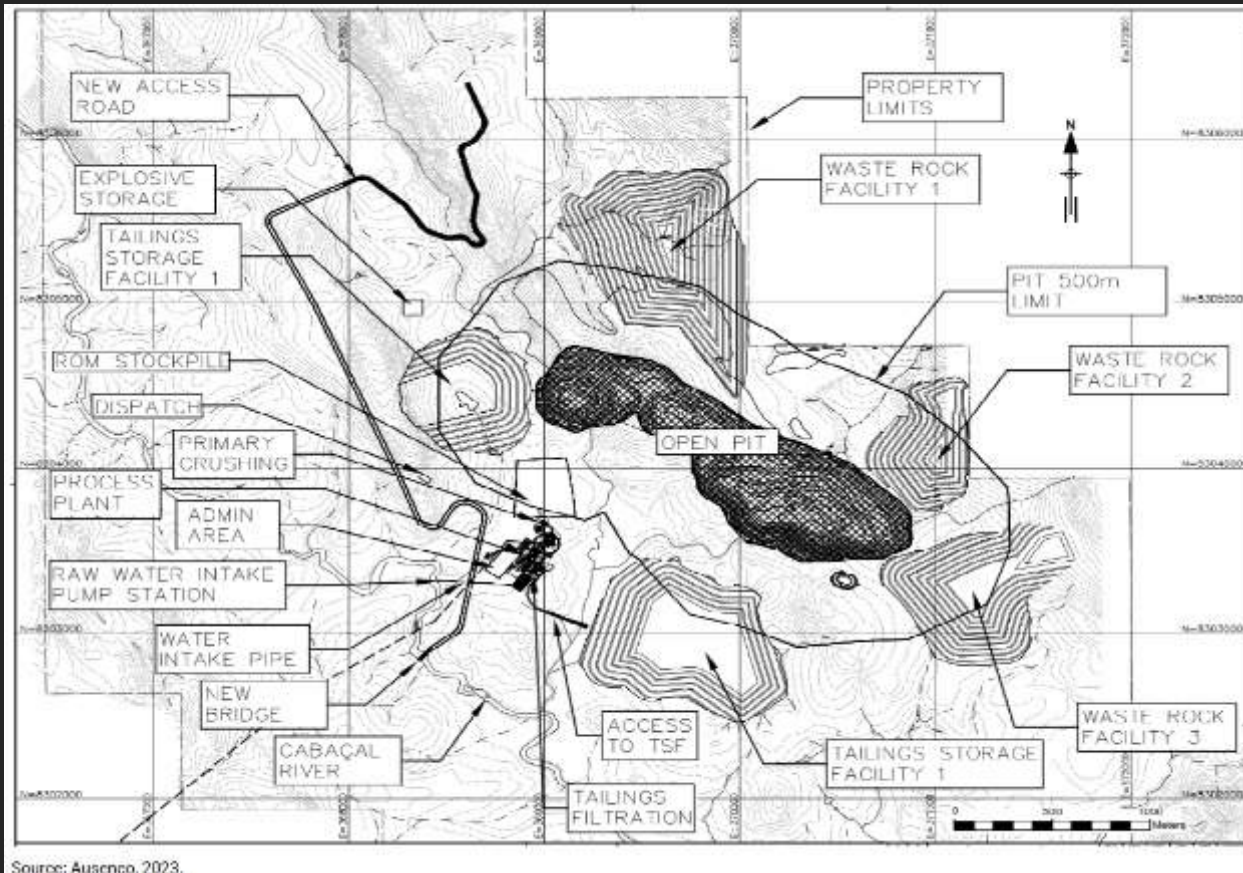 NEW ACCESS
ROAD
EXPLOSIVE
STORAGE
TAILINGS
STORAGE
FACILITY 1
ROM STOCKPILE
DISPATCH
PRIMARY
CRUSHING
PROCESS
PLANT
ADMIN
AREA
RAW WATER INTAKE
PUMP STATION
WATER
INTAKE PIPE
NEW
BRIDGE
CABAÇAL
RIVER
ACCESS
TO TSF
TAILINGS
FILTRATION
TAILINGS STORAGE
FACILITY 1
WASTE ROCK
FACILITY 3
WASTE ROCK
FACILITY 2
PIT 500m
LIMIT
WASTE ROCK
FACILITY 1
PROPERTY
LIMITS
OPEN PIT
N
0
500
1000
Meters
Source: Ausenco, 2023.